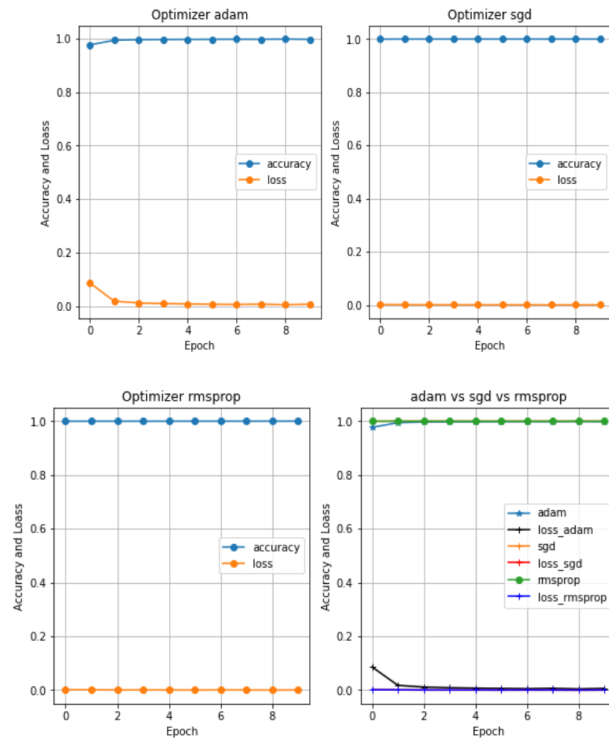 Optimizer adam
1.0
0.8
0.6
0.4
0.2
0.0
Accuracy and Loass
accuracy
loss
0 2 4 6 8
Epoch
Optimizer sgd
1.0
0.8
0.6
0.4
0.2
0.0
Accuracy and Loass
accuracy
loss
0 2 4 6 8
Epoch
Optimizer rmsprop
1.0
0.8
0.6
0.4
0.2
0.0
Accuracy and Loass
accuracy
loss
0 2 4 6 8
Epoch
adam vs sgd vs rmsprop
1.0
0.8
0.6
0.4
0.2
0.0
Accuracy and Loass
adam
loss_adam
sgd
loss_sgd
rmsprop
loss_rmsprop
0 2 4 6 8
Epoch